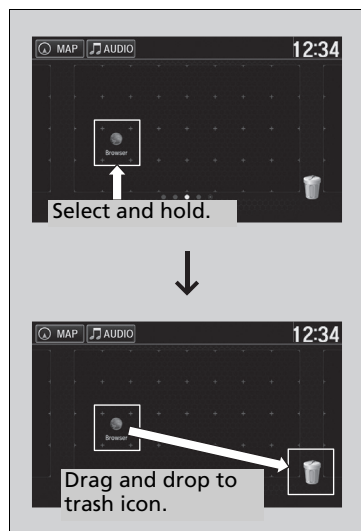 MAP AUDIO 12:34
Browser
Select and hold.
MAP AUDIO 12:34
Browser
Drag and drop to
trash icon.